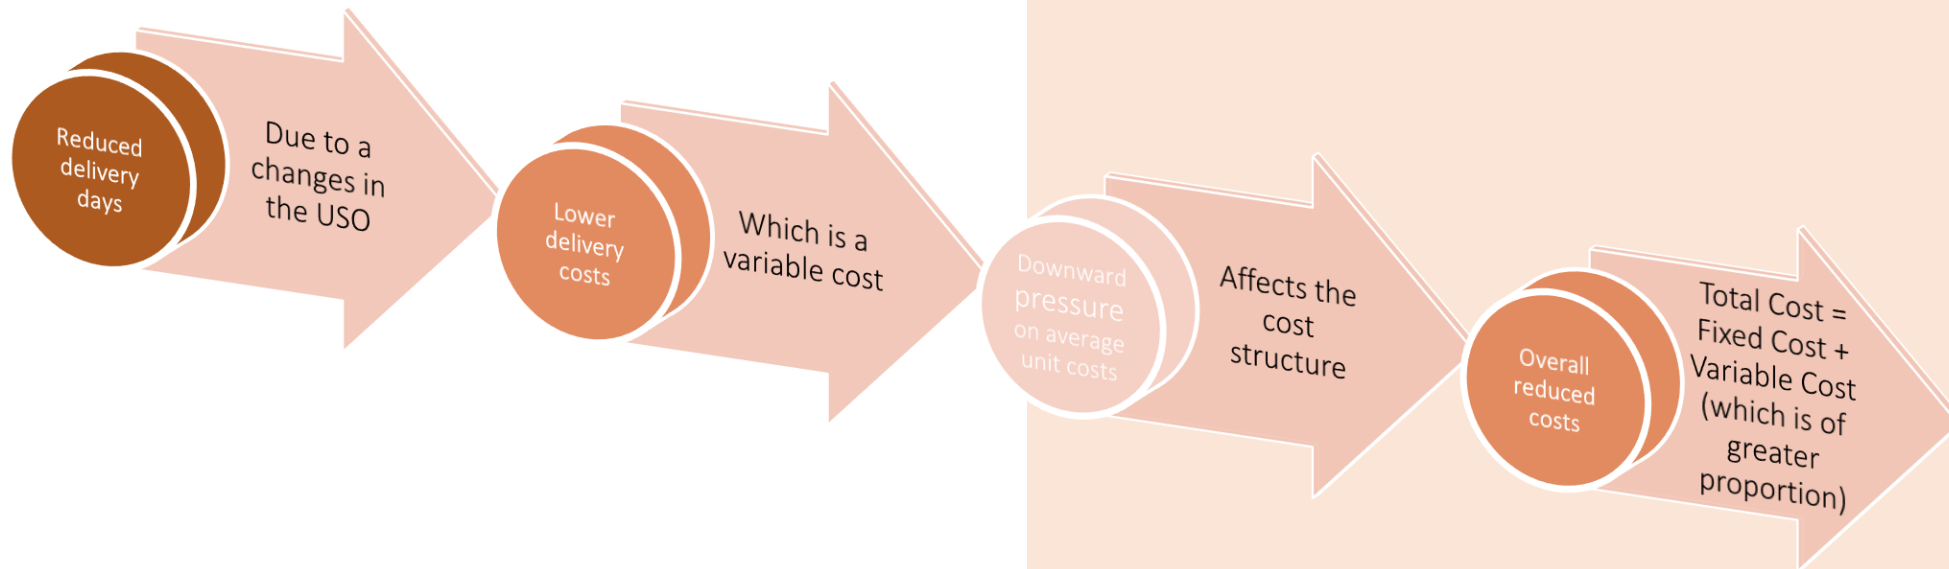 Reduced
delivery
days
Due to a
changes in
the USO
Lower
delivery
costs
Which is a
variable cost
Downward
pressure
on average
unit costs
Affects the
cost
structure
Overall
reduced
costs
Total Cost =
Fixed Cost +
Variable Cost
(which is of
greater
proportion)